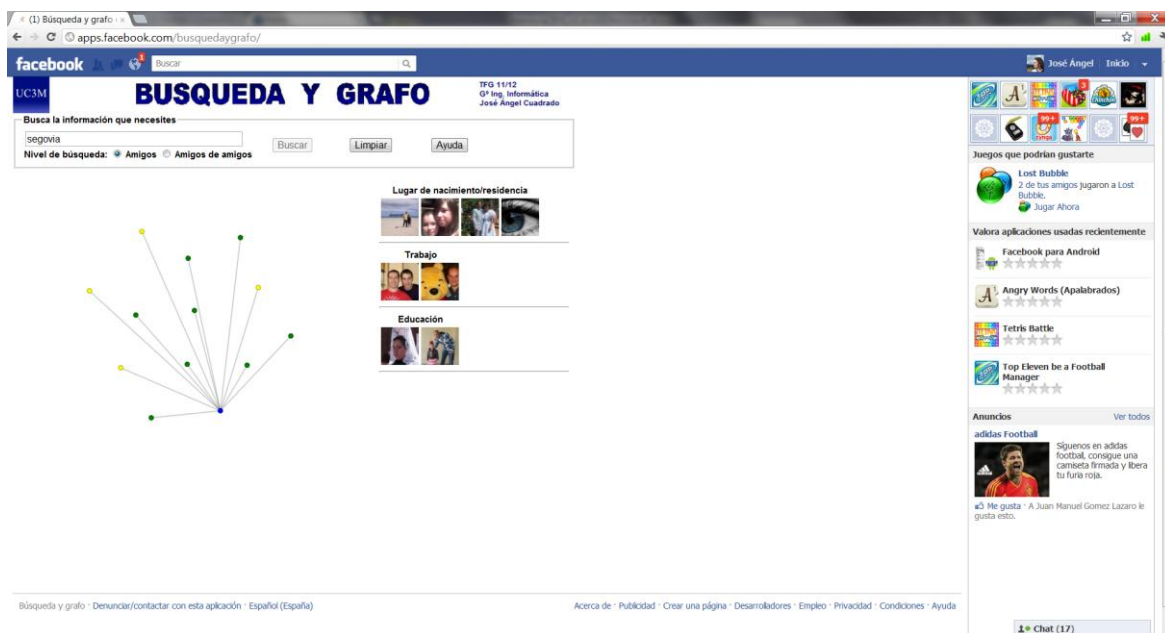 (1) Búsqueda y grafo
apps.facebook.com/busquedaygrafo/
facebook
1
Buscar
José Ángel
Inicio
UC3M
BUSQUEDA Y GRAFO
TFG 11/12
Gº Ing. Informática
José Ángel Cuadrado
Busca la información que necesites
segovia
Buscar
Limpiar
Ayuda
Nivel de búsqueda: Amigos Amigos de amigos
Lugar de nacimiento/residencia
Trabajo
Educación
3
99+
99+
Juegos que podrían gustarte
Lost Bubble
2 de tus amigos jugaron a Lost
Bubble.
Jugar Ahora
Valora aplicaciones usadas recientemente
Facebook para Android
Angry Words (Apalabrados)
Tetris Battle
Top Eleven be a Football
Manager
Anuncios
Ver todos
adidas Football
Síguenos en adidas
football, consigue una
camiseta firmada y libera
tu furia roja.
Me gusta · A Juan Manuel Gomez Lazaro le
gusta esto.
Búsqueda y grafo · Denunciar/contactar con esta aplicación · Español (España)
Acerca de · Publicidad · Crear una página · Desarrolladores · Empleo · Privacidad · Condiciones · Ayuda
Chat (17)